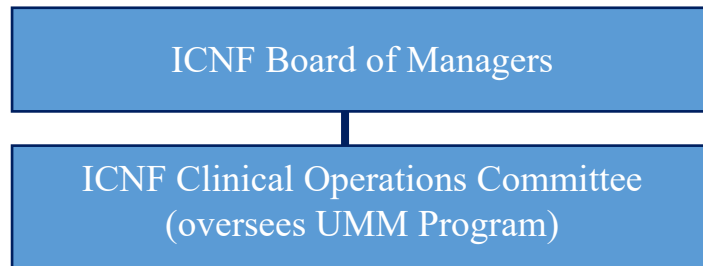 ICNF Board of Managers
ICNF Clinical Operations Committee
(oversees UMM Program)